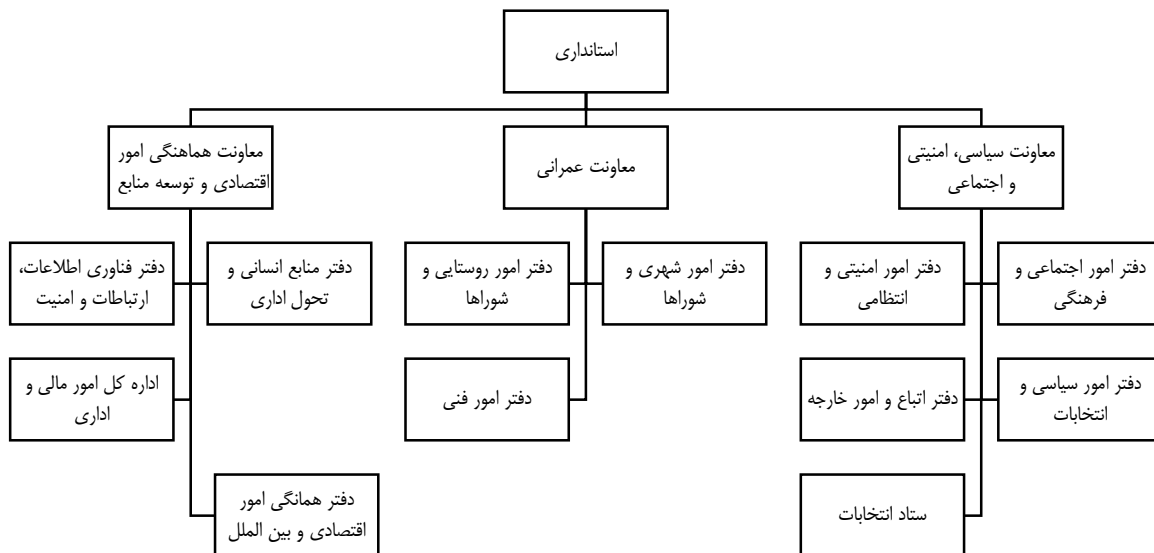 استانداری
معاونت سیاسی، امنیتی
و اجتماعی
معاونت عمرانی
معاونت هماهنگی امور
اقتصادی و توسعه منابع
دفتر امور اجتماعی و
فرهنگی
دفتر امور امنیتی و
انتظامی
دفتر امور شهری و
شوراها
دفتر امور روستایی و
شوراها
دفتر منابع انسانی و
تحول اداری
دفتر فناوری اطلاعات،
ارتباطات و امنیت
دفتر امور سیاسی و
انتخابات
دفتر اتباع و امور خارجه
دفتر امور فنی
اداره کل امور مالی و
اداری
ستاد انتخابات
دفتر همانگی امور
اقتصادی و بین الملل